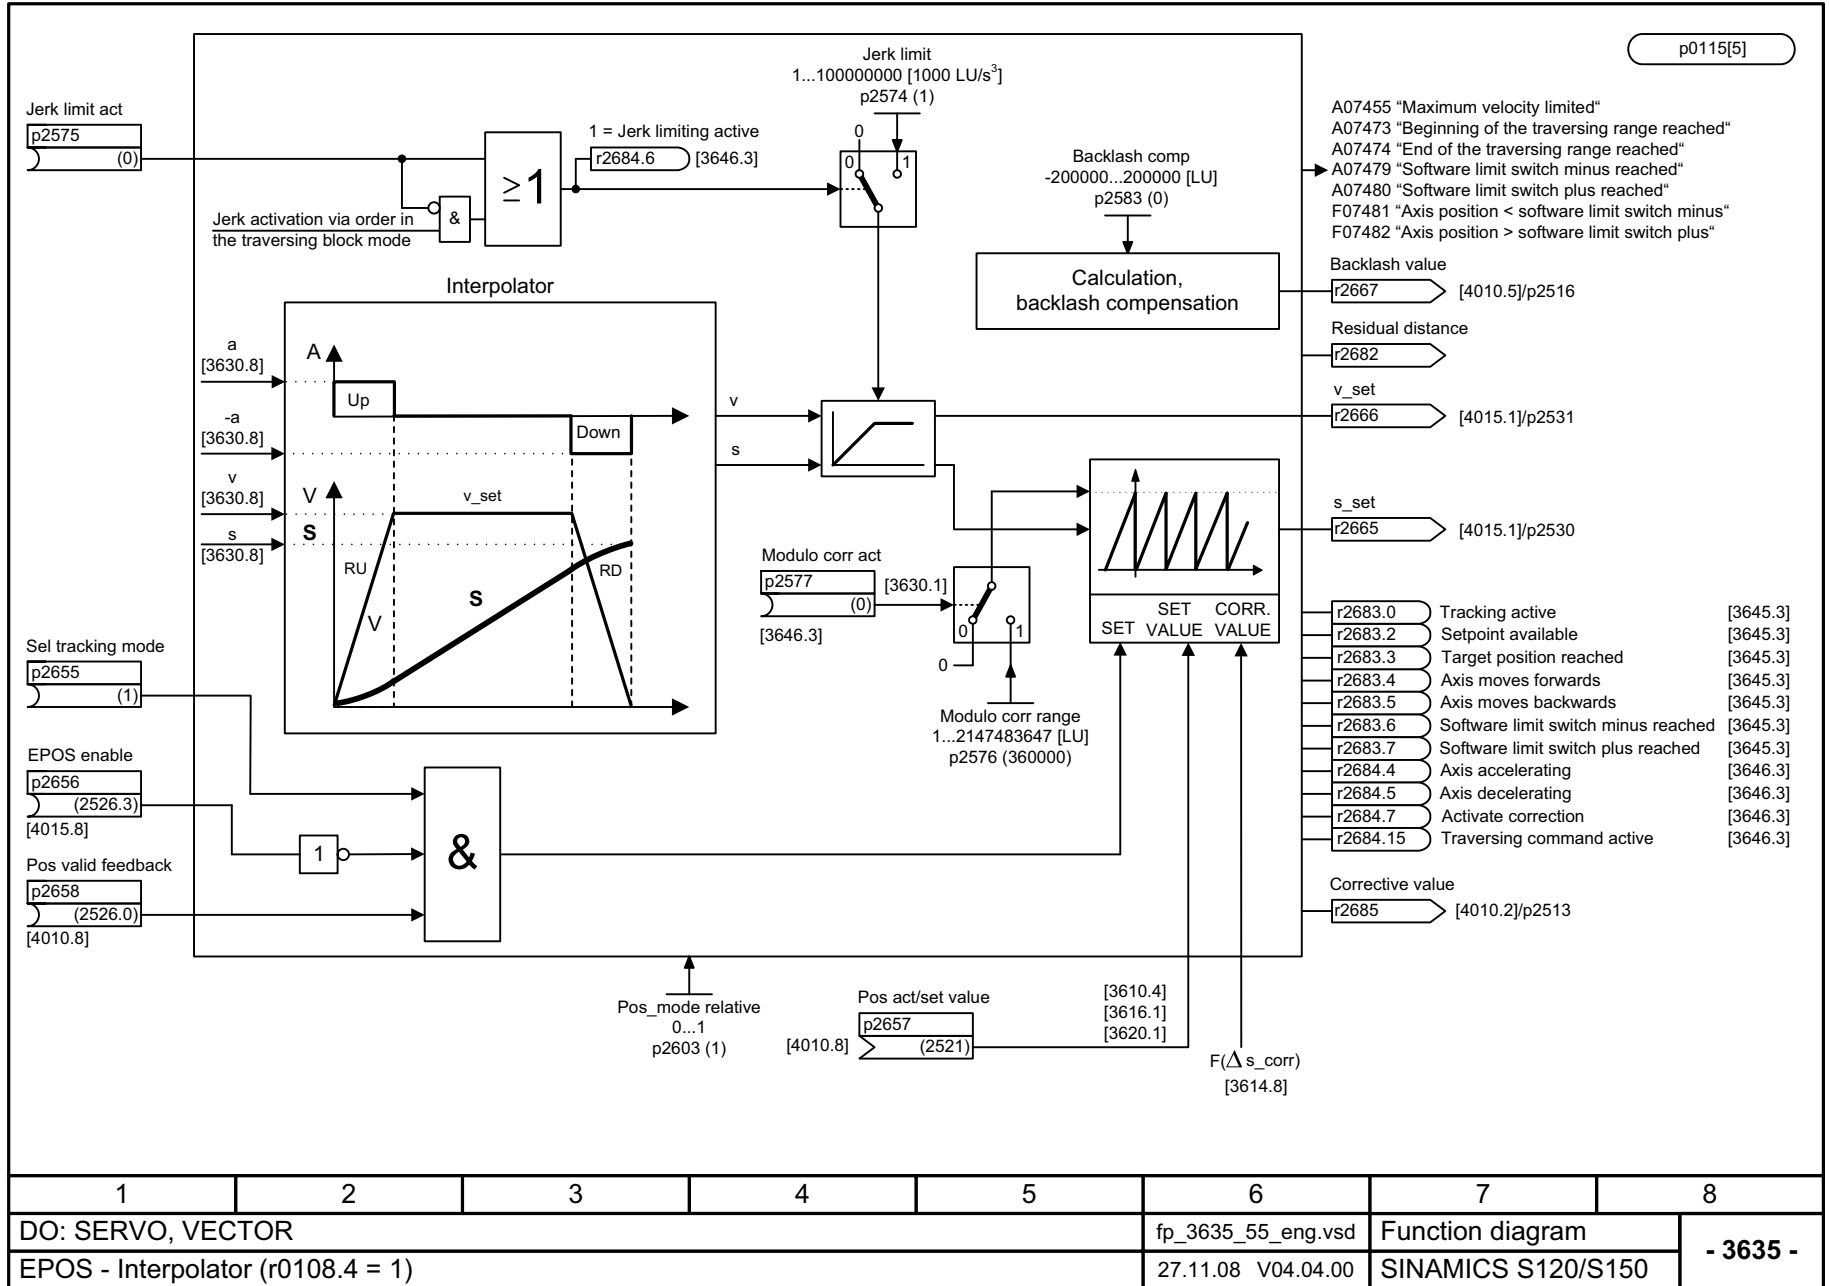 p0115[5]
Jerk limit
1...100000000 [1000 LU/s³]
p2574 (1)
0
0 1
Jerk limit act
p2575
(0)
≥1
1 = Jerk limiting active
r2684.6 [3646.3]
&
Jerk activation via order in
the traversing block mode
Backlash comp
-200000...200000 [LU]
p2583 (0)
Calculation,
backlash compensation
A07455 “Maximum velocity limited“
A07473 “Beginning of the traversing range reached“
A07474 “End of the traversing range reached“
A07479 “Software limit switch minus reached“
A07480 “Software limit switch plus reached“
F07481 “Axis position < software limit switch minus“
F07482 “Axis position > software limit switch plus“
Backlash value
r2667 [4010.5]/p2516
Residual distance
r2682
v_set
r2666 [4015.1]/p2531
s_set
r2665 [4015.1]/p2530
Interpolator
a
[3630.8]
-a
[3630.8]
v
[3630.8]
s
[3630.8]
A
Up
Down
V
S
v_set
RU
V
S
RD
v
s
Modulo corr act
p2577
(0)
[3630.1]
[3646.3]
0 1
0
Modulo corr range
1...2147483647 [LU]
p2576 (360000)
SET
SET
VALUE
CORR.
VALUE
r2683.0 Tracking active [3645.3]
r2683.2 Setpoint available [3645.3]
r2683.3 Target position reached [3645.3]
r2683.4 Axis moves forwards [3645.3]
r2683.5 Axis moves backwards [3645.3]
r2683.6 Software limit switch minus reached [3645.3]
r2683.7 Software limit switch plus reached [3645.3]
r2684.4 Axis accelerating [3646.3]
r2684.5 Axis decelerating [3646.3]
r2684.7 Activate correction [3646.3]
r2684.15 Traversing command active [3646.3]
Corrective value
r2685 [4010.2]/p2513
Sel tracking mode
p2655
(1)
EPOS enable
p2656
(2526.3)
[4015.8]
Pos valid feedback
p2658
(2526.0)
[4010.8]
1
&
Pos_mode relative
0...1
p2603 (1)
Pos act/set value
p2657
[4010.8] (2521)
[3610.4]
[3616.1]
[3620.1]
F(Δ s_corr)
[3614.8]
1 2 3 4 5 6 7 8
DO: SERVO, VECTOR fp_3635_55_eng.vsd Function diagram
- 3635 -
EPOS - Interpolator (r0108.4 = 1) 27.11.08 V04.04.00 SINAMICS S120/S150